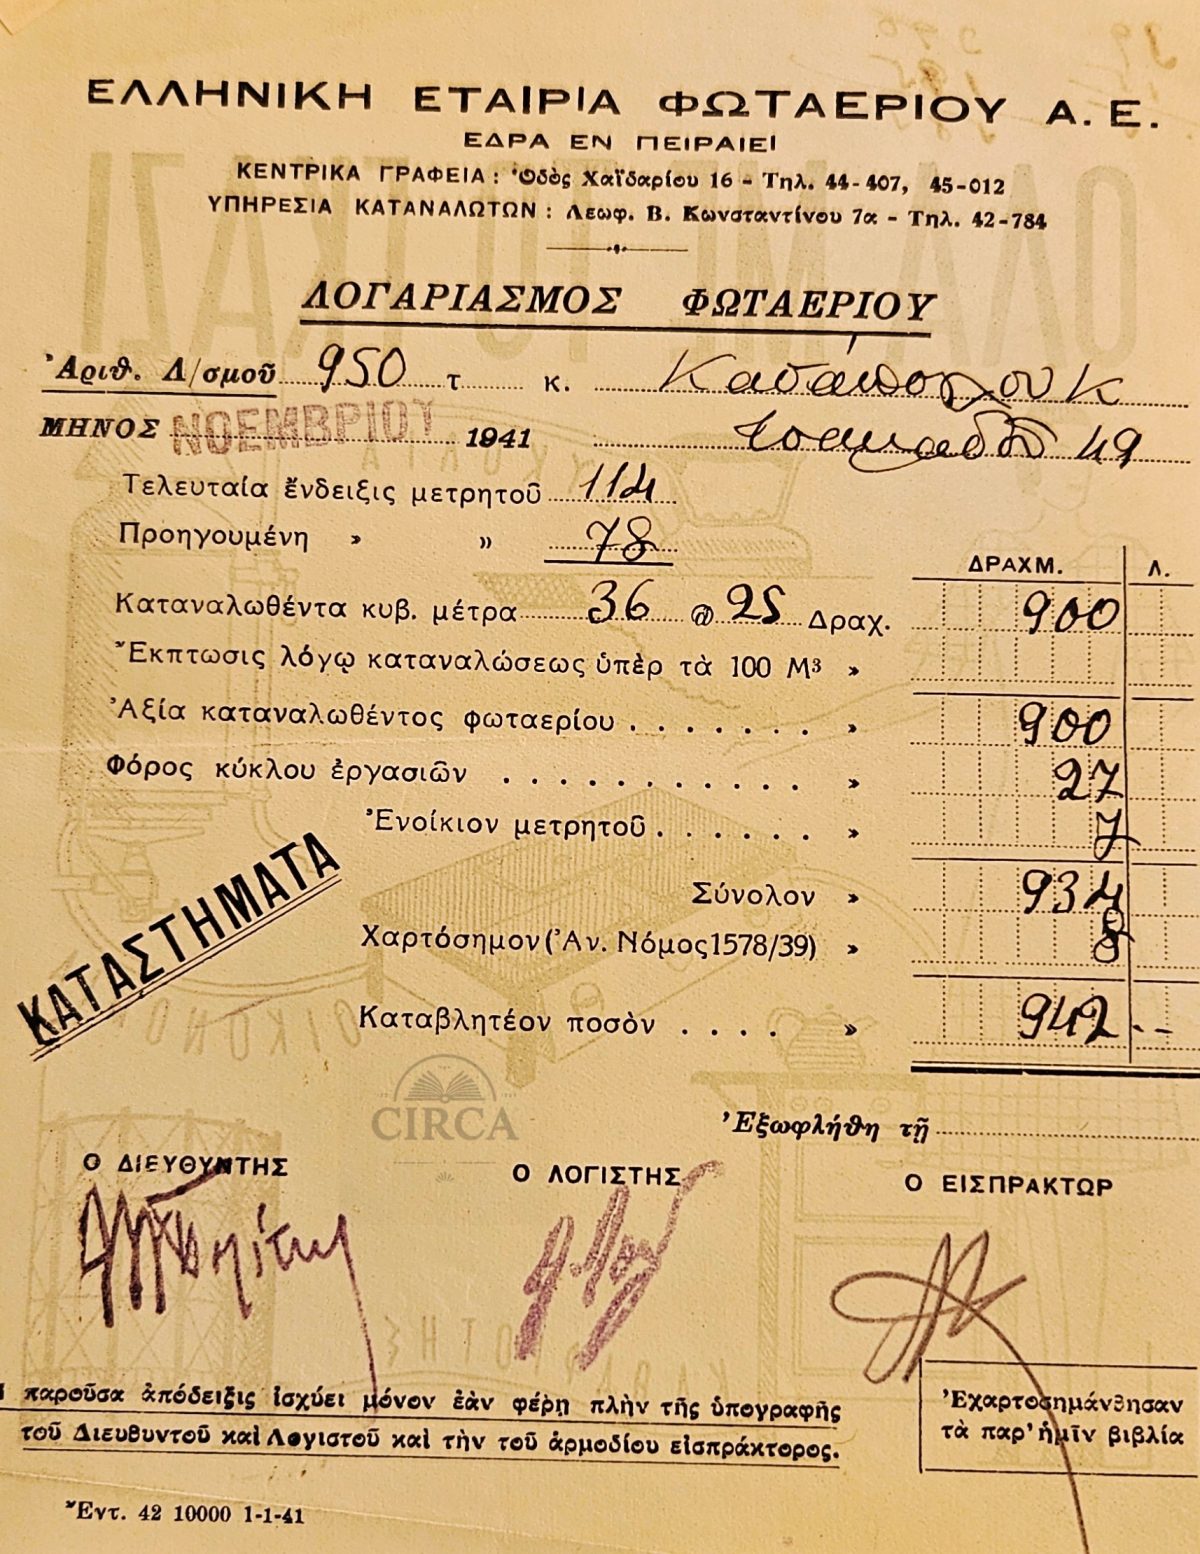 ΕΛΛΗΝΙΚΗ ΕΤΑΙΡΙΑ ΦΩΤΑΕΡΙΟΥ Α.Ε.
ΕΔΡΑ ΕΝ ΠΕΙΡΑΙΕΙ
ΚΕΝΤΡΙΚΑ ΓΡΑΦΕΙΑ : Ὁδὸς Χαϊδαρίου 16 - Τηλ. 44-407, 45-012
ΥΠΗΡΕΣΙΑ ΚΑΤΑΝΑΛΩΤΩΝ : Λεωφ. Β. Κωνσταντίνου 7α - Τηλ. 42-784
ΛΟΓΑΡΙΑΣΜΟΣ ΦΩΤΑΕΡΙΟΥ
Ἀριθ. Λ/σμοῦ 950 τ κ.
ΜΗΝΟΣ ΝΟΕΜΒΡΙΟΥ 1941 49
Τελευταία ἔνδειξις μετρητοῦ 114
Προηγουμένη » » 78
ΔΡΑΧΜ. Λ.
Καταναλωθέντα κυβ. μέτρα 36 @ 25 Δραχ. 900
Ἔκπτωσις λόγῳ καταναλώσεως ὑπὲρ τὰ 100 Μ³ »
Ἀξία καταναλωθέντος φωταερίου . . . . . . . » 900
Φόρος κύκλου ἐργασιῶν . . . . . . . . . . . . » 27
Ἐνοίκιον μετρητοῦ . . . . . . » 7
ΚΑΤΑΣΤΗΜΑΤΑ
Σύνολον » 934
Χαρτόσημον (Ἀν. Νόμος 1578/39) » 8
Καταβλητέον ποσὸν . . . . » 942 --
CIRCA
Ἐξωφλήθη τῇ
Ο ΔΙΕΥΘΥΝΤΗΣ Ο ΛΟΓΙΣΤΗΣ Ο ΕΙΣΠΡΑΚΤΩΡ
παροῦσα ἀπόδειξις ἰσχύει μόνον ἐὰν φέρῃ πλὴν τῆς ὑπογραφῆς
τοῦ Διευθυντοῦ καὶ Λογιστοῦ καὶ τὴν τοῦ ἁρμοδίου εἰσπράκτορος.
Ἐχαρτοσημάνθησαν
τὰ παρ' ἡμῖν βιβλία
Ἔντ. 42 10000 1-1-41